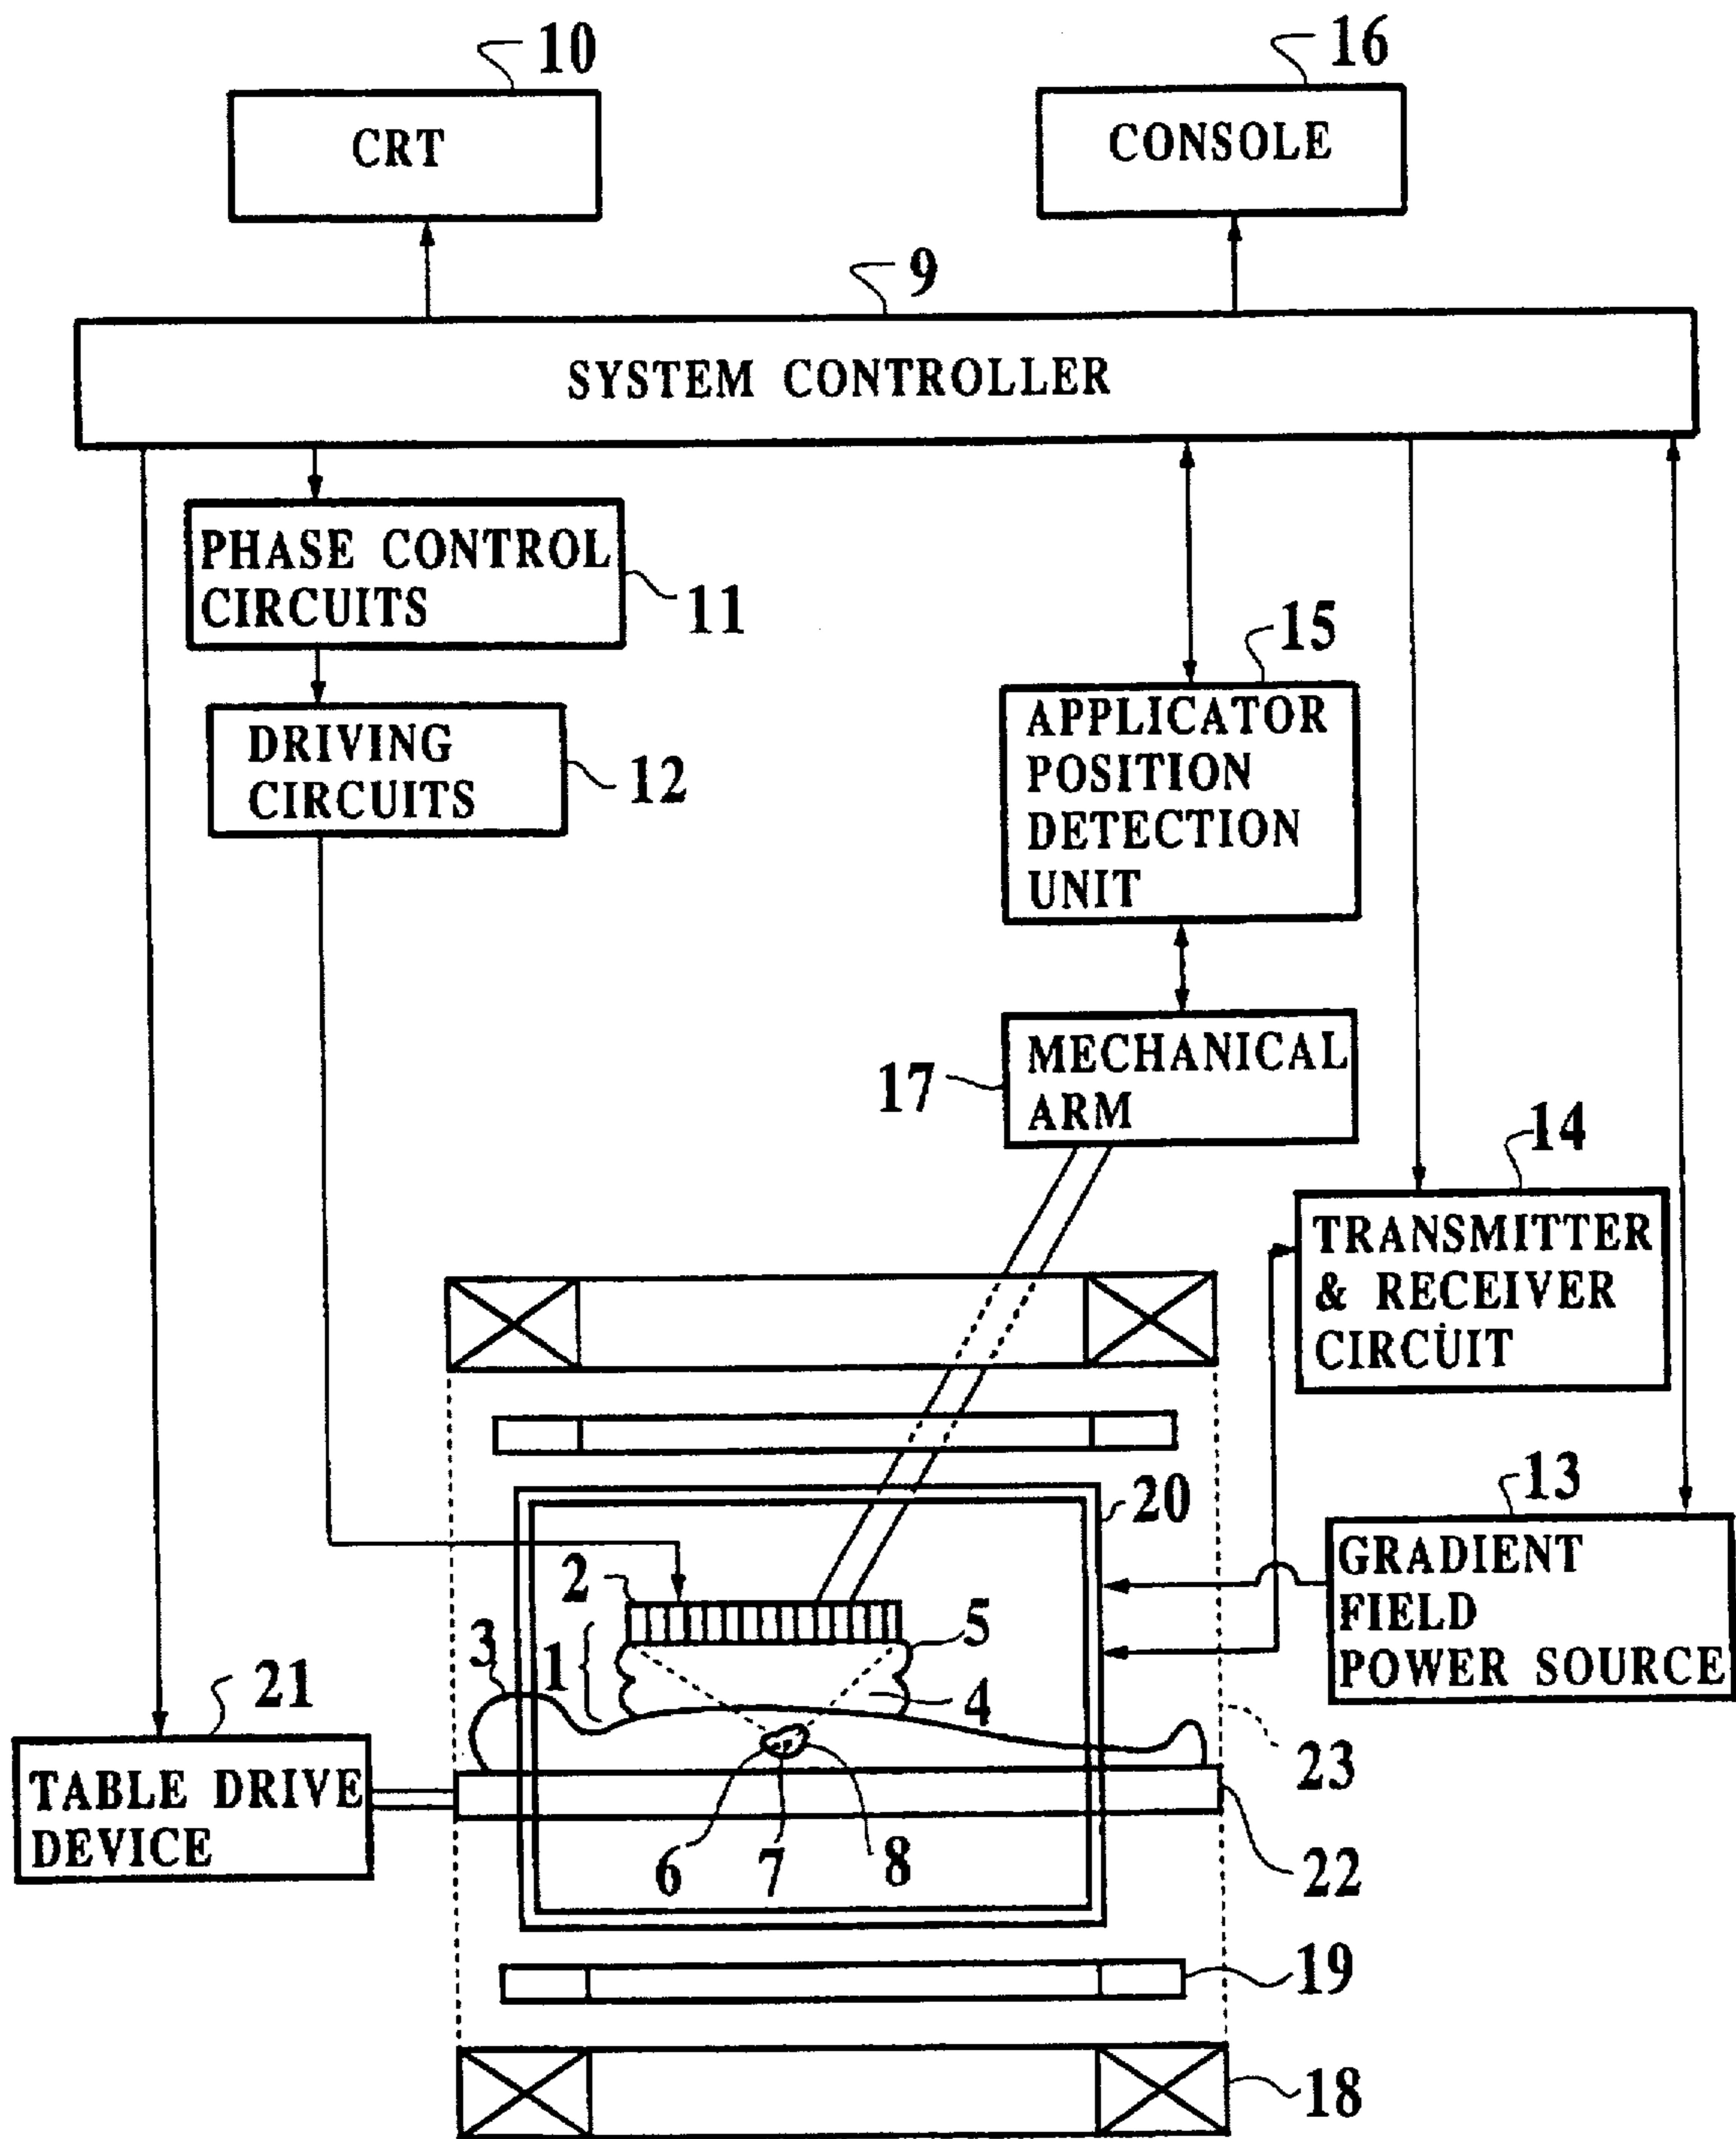 10
16
CRT
CONSOLE
9
SYSTEM CONTROLLER
PHASE CONTROL
CIRCUITS
11
15
DRIVING
CIRCUITS
12
APPLICATOR
POSITION
DETECTION
UNIT
MECHANICAL
ARM
17
14
TRANSMITTER
& RECEIVER
CIRCUIT
20
13
GRADIENT
FIELD
POWER SOURCE
2
5
3
1
4
21
23
TABLE DRIVE
DEVICE
6
7
8
22
19
18